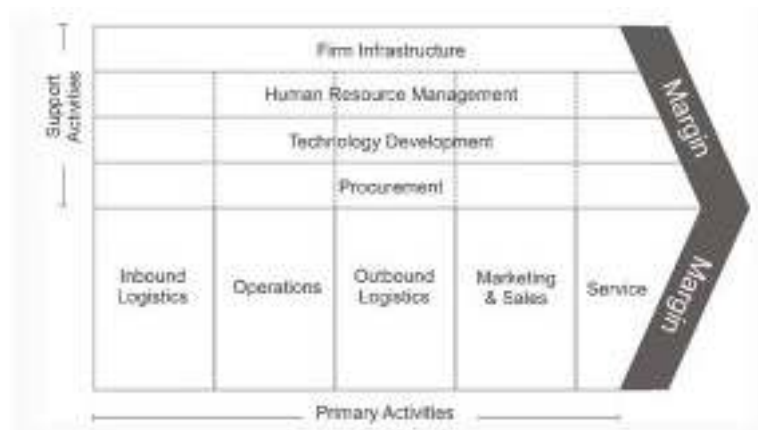 Support
Activities
Firm Infrastructure
Human Resource Management
Technology Development
Procurement
Margin
Inbound
Logistics
Operations
Outbound
Logistics
Marketing
& Sales
Service
Margin
Primary Activities